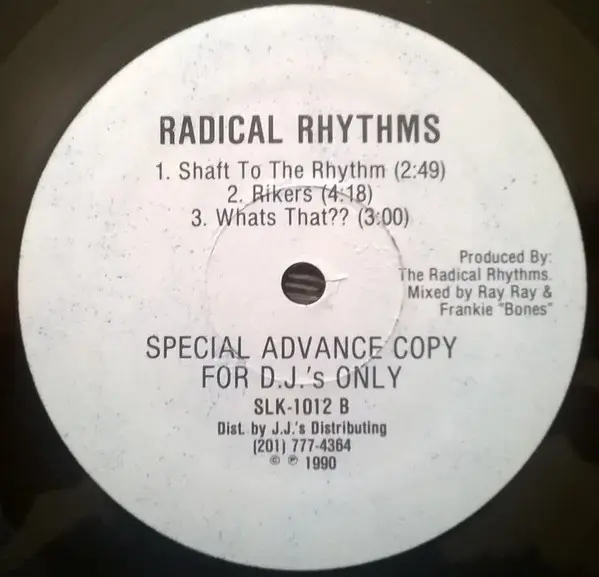 RADICAL RHYTHMS
1. Shaft To The Rhythm (2:49)
2. Rikers (4:18)
3. Whats That?? (3:00)
Produced By:
The Radical Rhythms.
Mixed by Ray Ray &
Frankie "Bones"
SPECIAL ADVANCE COPY
FOR D.J.'s ONLY
SLK-1012 B
Dist. by J.J.'s Distributing
(201) 777-4364
© ℗ 1990